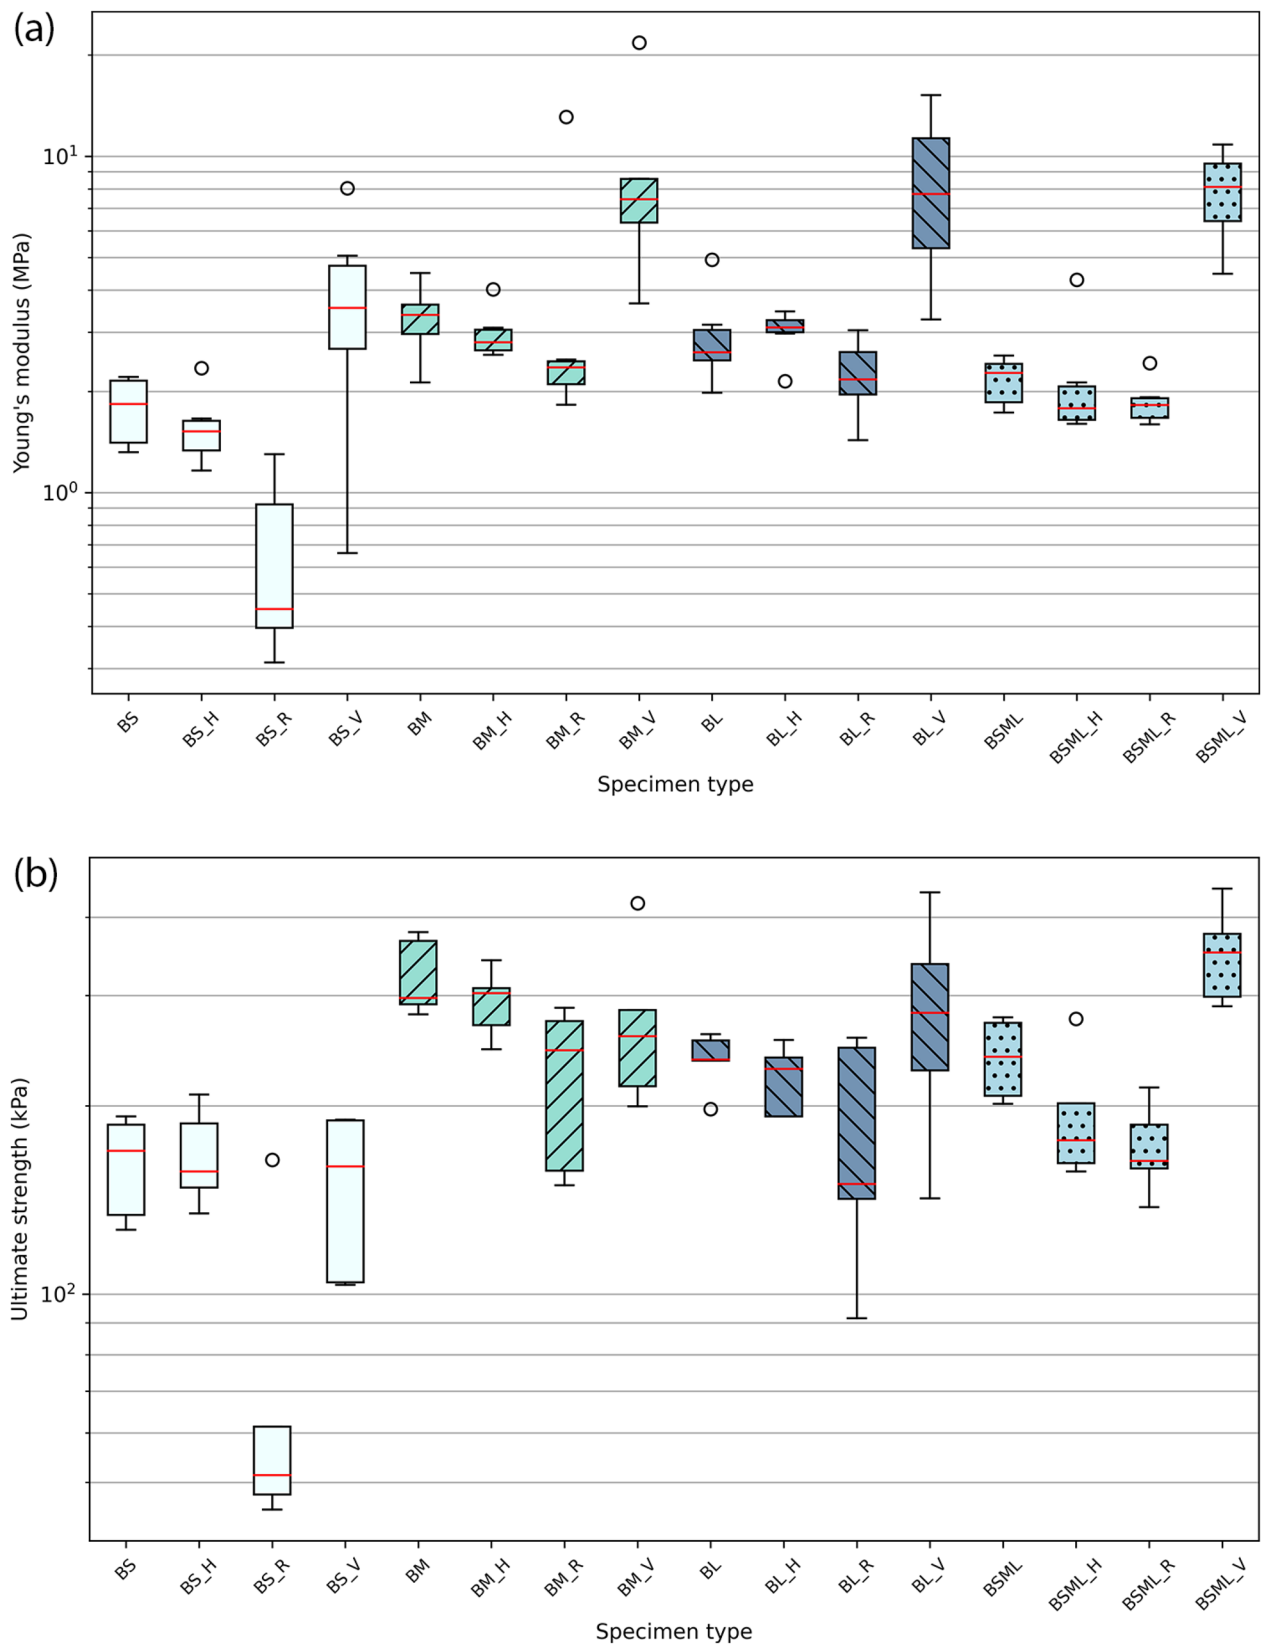 (a)
Young's modulus (MPa)
10¹
10⁰
BS
BS_H
BS_R
BS_V
BM
BM_H
BM_R
BM_V
BL
BL_H
BL_R
BL_V
BSML
BSML_H
BSML_R
BSML_V
Specimen type
(b)
Ultimate strength (kPa)
10²
BS
BS_H
BS_R
BS_V
BM
BM_H
BM_R
BM_V
BL
BL_H
BL_R
BL_V
BSML
BSML_H
BSML_R
BSML_V
Specimen type